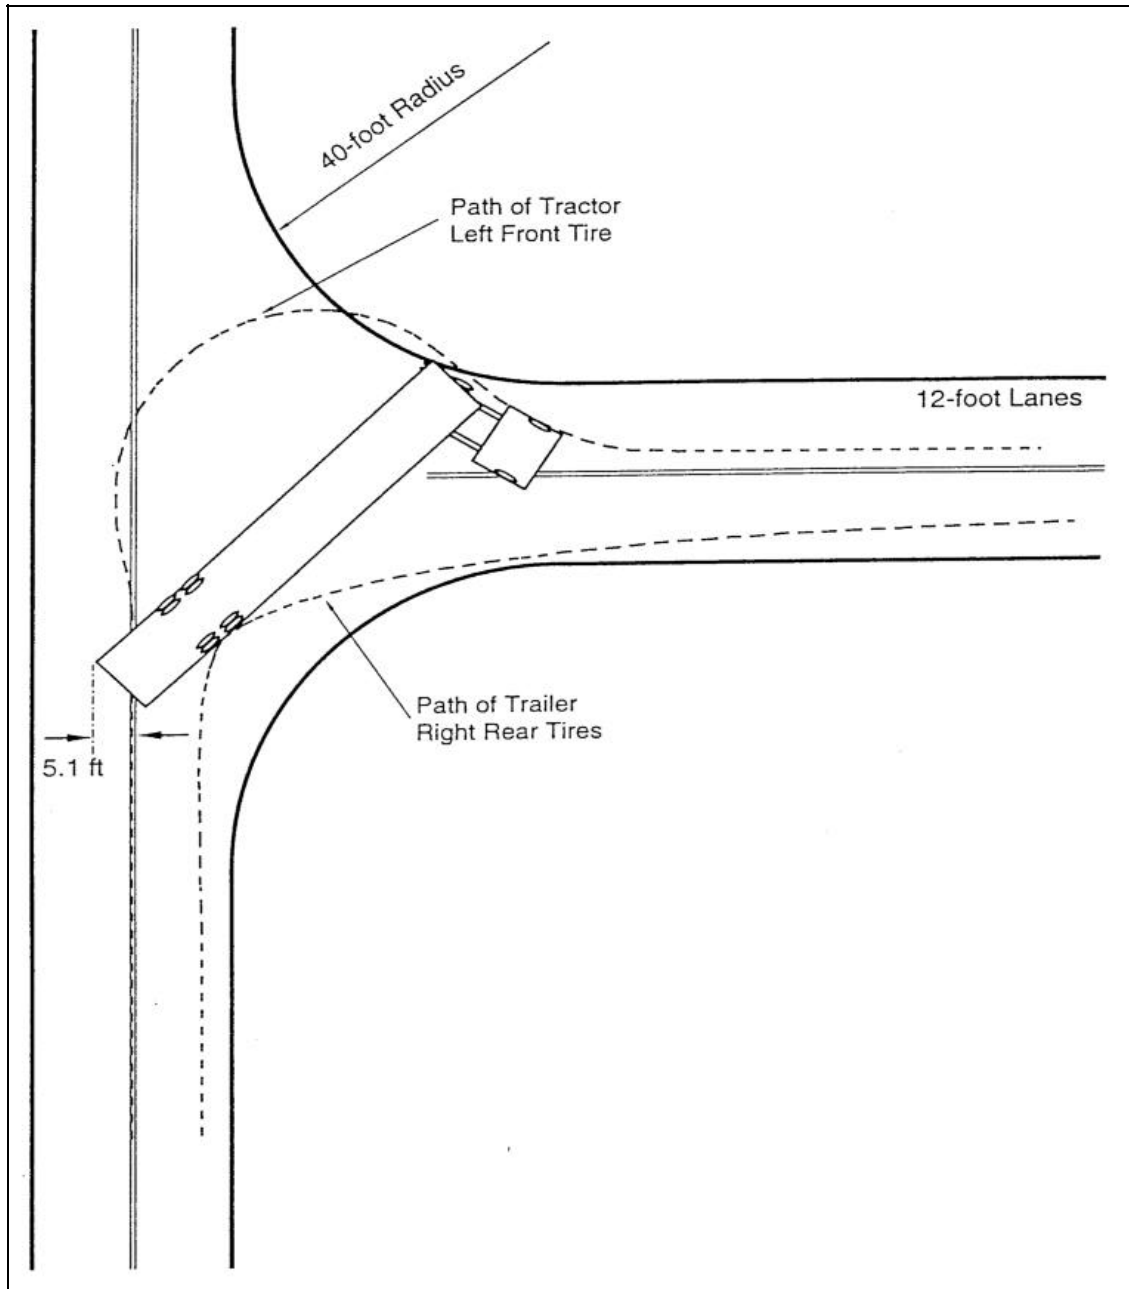 40-foot Radius
Path of Tractor
Left Front Tire
12-foot Lanes
Path of Trailer
Right Rear Tires
5.1 ft